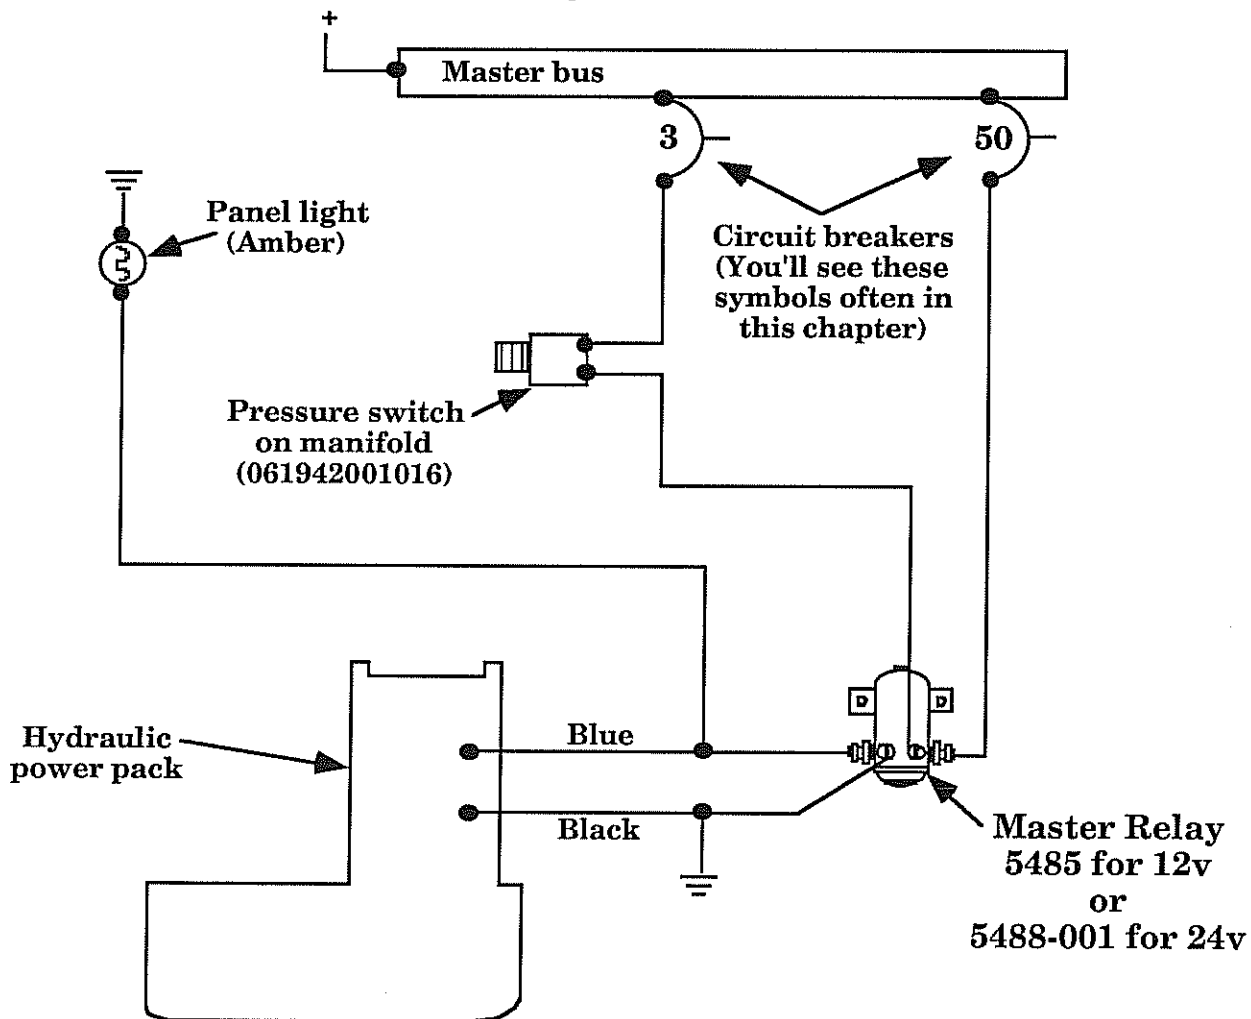 +
Master bus
3
50
Panel light
(Amber)
Circuit breakers
(You'll see these
symbols often in
this chapter)
Pressure switch
on manifold
(061942001016)
D
D
Hydraulic
power pack
Blue
Black
Master Relay
5485 for 12v
or
5488-001 for 24v